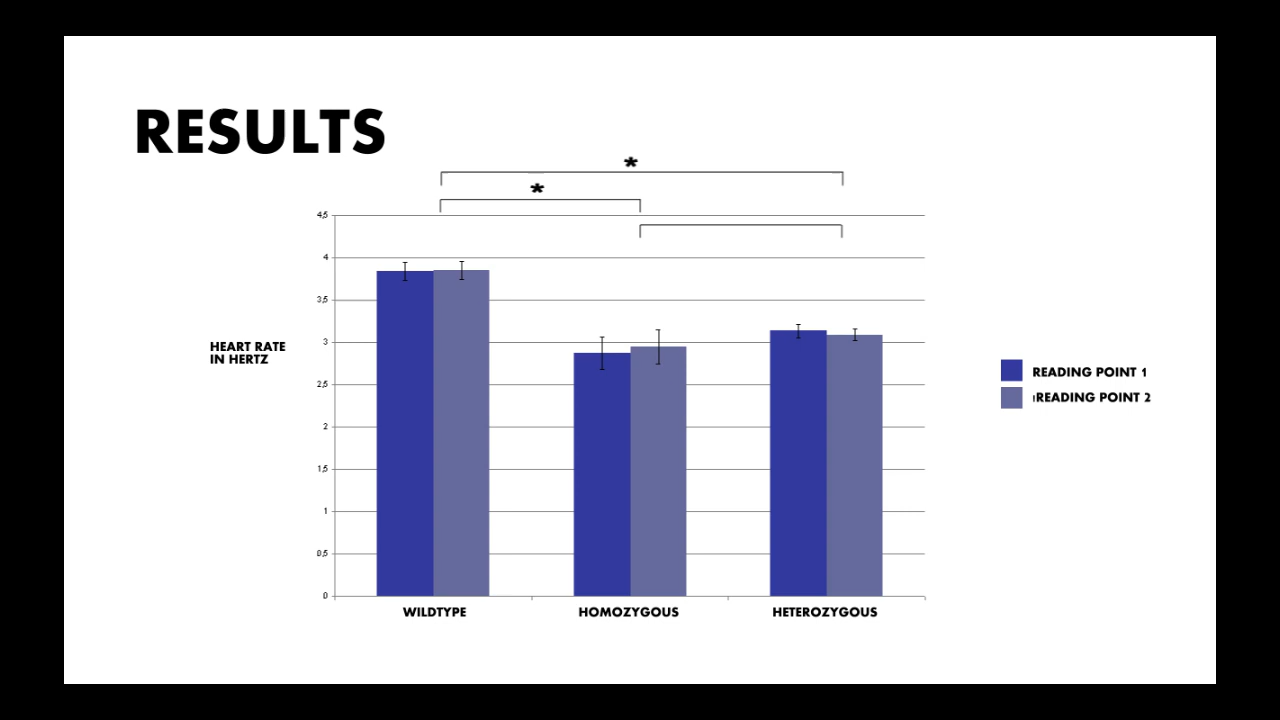 RESULTS
*
*
4,5
4
3,5
3
2,5
2
1,5
1
0,5
0
HEART RATE
IN HERTZ
WILDTYPE
HOMOZYGOUS
HETEROZYGOUS
READING POINT 1
READING POINT 2